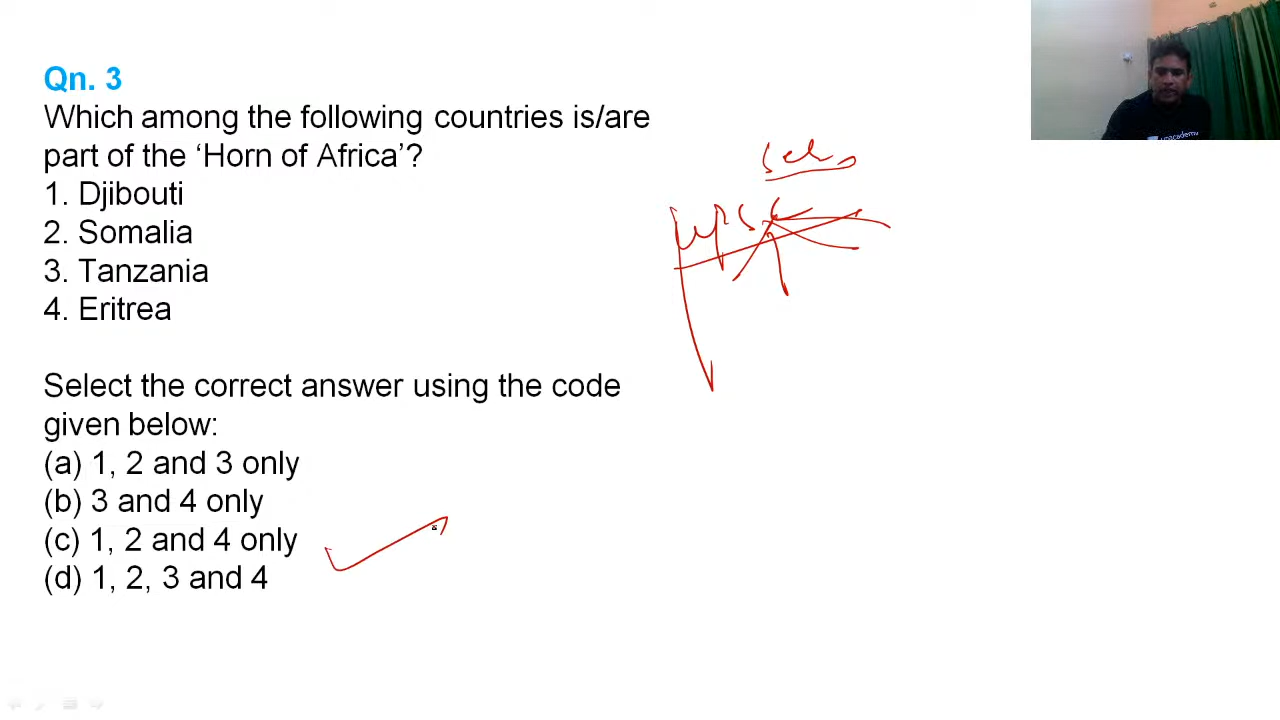 Qn. 3
Which among the following countries is/are
part of the ‘Horn of Africa’?
1. Djibouti
2. Somalia
3. Tanzania
4. Eritrea
Select the correct answer using the code
given below:
(a) 1, 2 and 3 only
(b) 3 and 4 only
(c) 1, 2 and 4 only
(d) 1, 2, 3 and 4